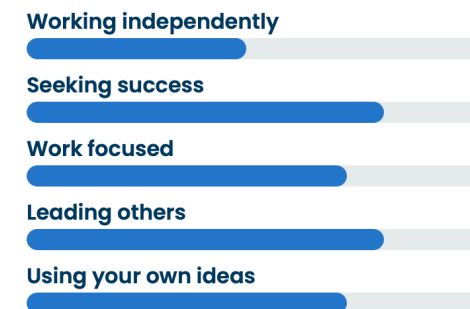 Working independently
Seeking success
Work focused
Leading others
Using your own ideas